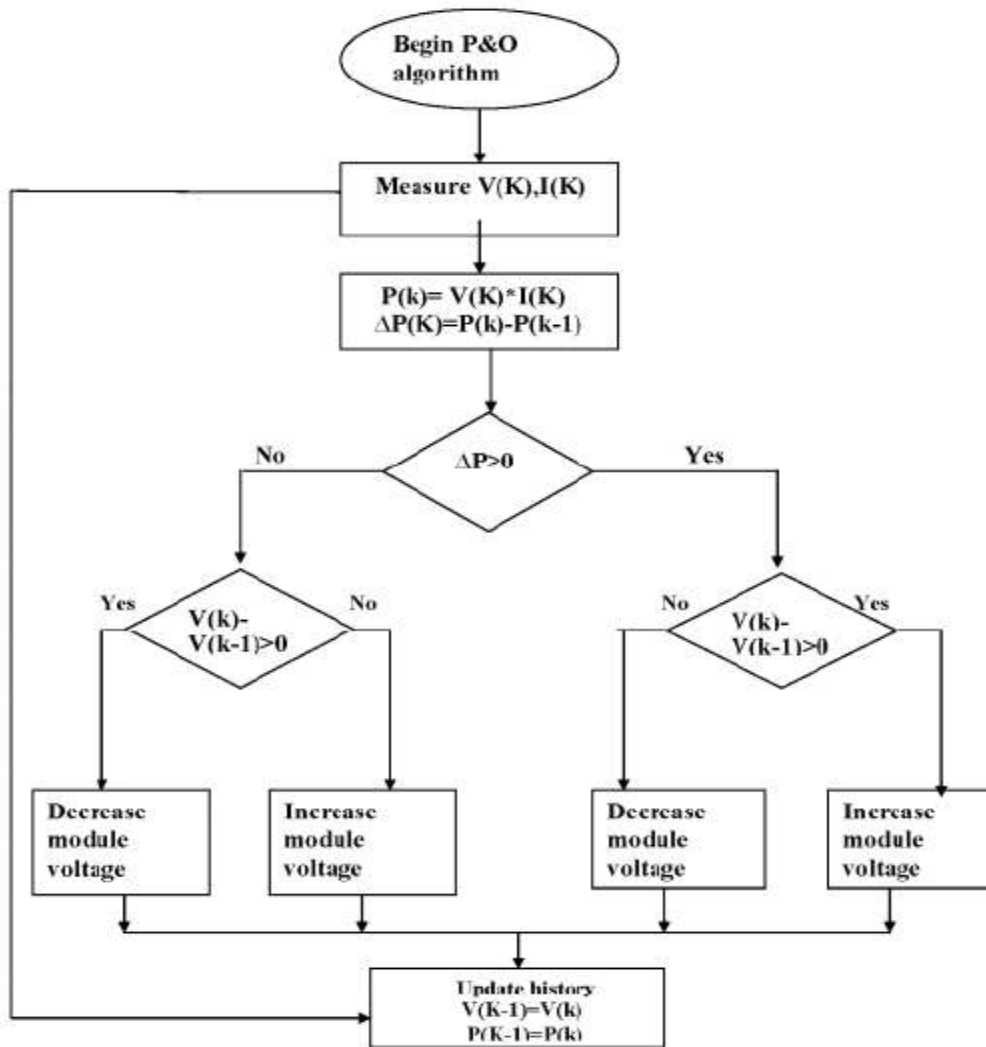 Begin P&O
algorithm
Measure V(K),I(K)
P(k)= V(K)*I(K)
ΔP(K)=P(k)-P(k-1)
No
ΔP>0
Yes
Yes
V(k)-
V(k-1)>0
No
No
V(k)-
V(k-1)>0
Yes
Decrease
module
voltage
Increase
module
voltage
Decrease
module
voltage
Increase
module
voltage
Update history
V(K-1)=V(k)
P(K-1)=P(k)